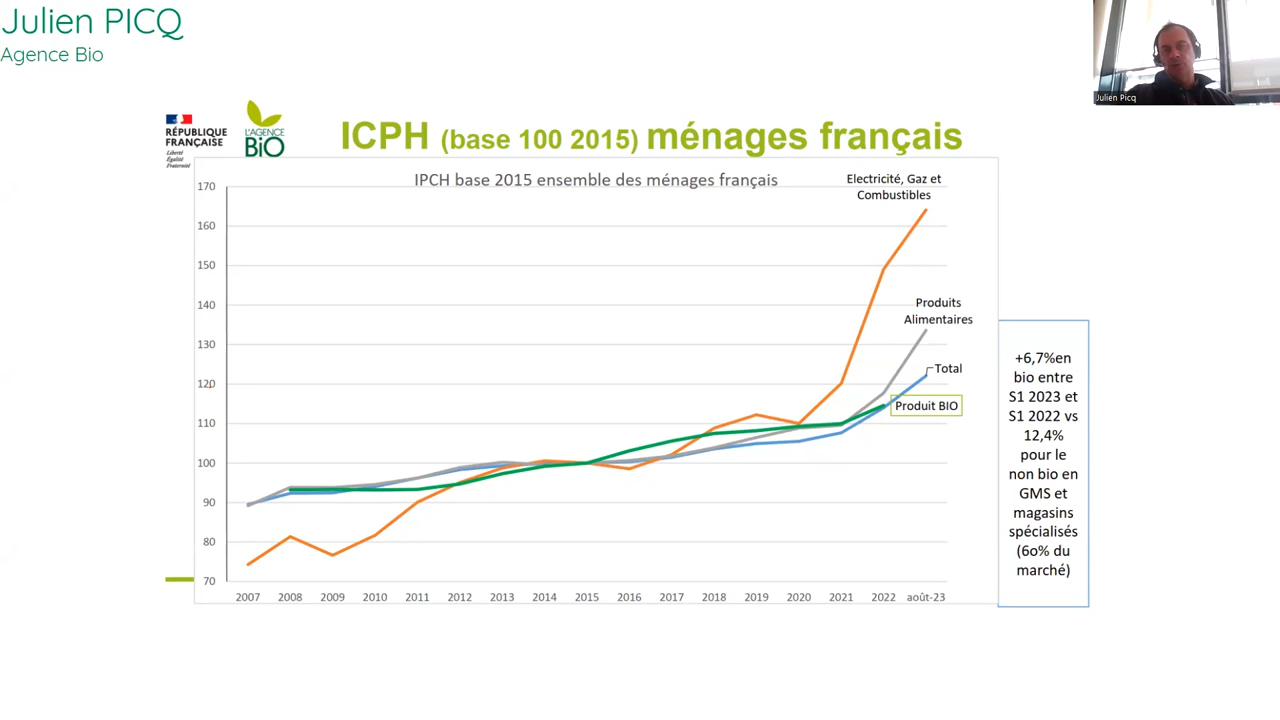 Julien PICQ
Agence Bio
Julien Picq
RÉPUBLIQUE
FRANÇAISE
Liberté
Égalité
Fraternité
L'AGENCE
BiO
ICPH (base 100 2015) ménages français
IPCH base 2015 ensemble des ménages français
Electricité, Gaz et
Combustibles
Produits
Alimentaires
Total
Produit BIO
170
160
150
140
130
120
110
100
90
80
70
2007 2008 2009 2010 2011 2012 2013 2014 2015 2016 2017 2018 2019 2020 2021 2022 août-23
+6,7%en
bio entre
S1 2023 et
S1 2022 vs
12,4%
pour le
non bio en
GMS et
magasins
spécialisés
(6o% du
marché)